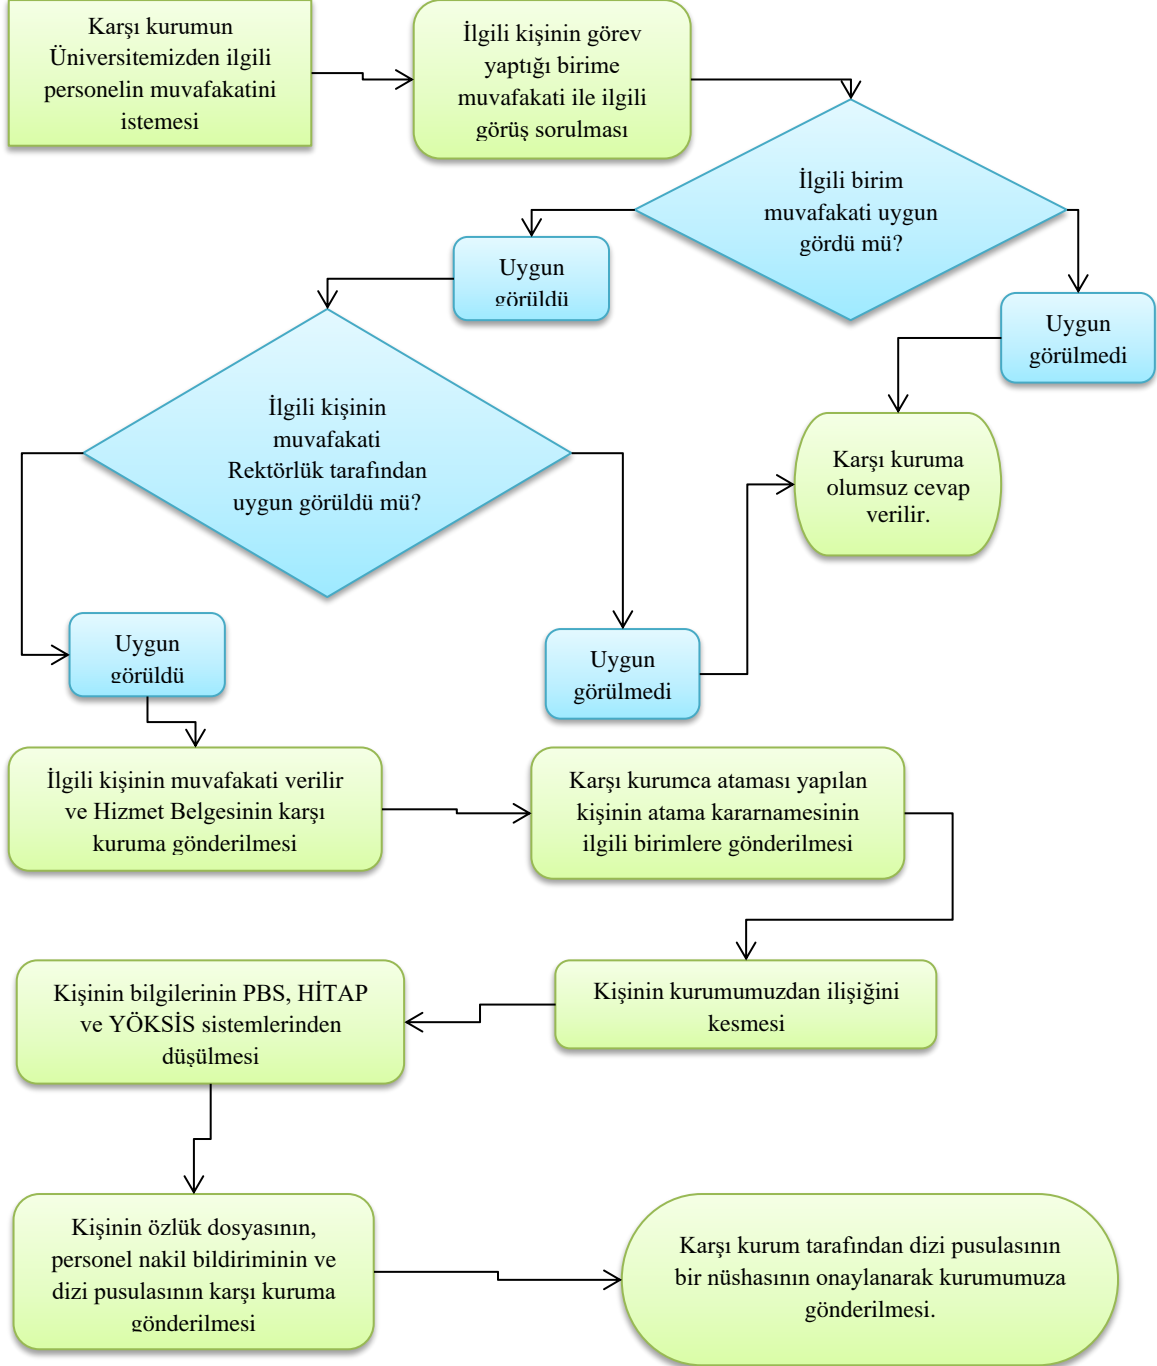 Karşı kurumun
Üniversitemizden ilgili
personelin muvafakatini
istemesi
İlgili kişinin görev
yaptığı birime
muvafakati ile ilgili
görüş sorulması
İlgili birim
muvafakati uygun
gördü mü?
Uygun
görüldü
Uygun
görülmedi
İlgili kişinin
muvafakati
Rektörlük tarafından
uygun görüldü mü?
Karşı kuruma
olumsuz cevap
verilir.
Uygun
görüldü
Uygun
görülmedi
İlgili kişinin muvafakati verilir
ve Hizmet Belgesinin karşı
kuruma gönderilmesi
Karşı kurumca ataması yapılan
kişinin atama kararnamesinin
ilgili birimlere gönderilmesi
Kişinin kurumumuzdan ilişiğini
kesmesi
Kişinin bilgilerinin PBS, HİTAP
ve YÖKSİS sistemlerinden
düşülmesi
Kişinin özlük dosyasının,
personel nakil bildiriminin ve
dizi pusulasının karşı kuruma
gönderilmesi
Karşı kurum tarafından dizi pusulasının
bir nüshasının onaylanarak kurumumuza
gönderilmesi.